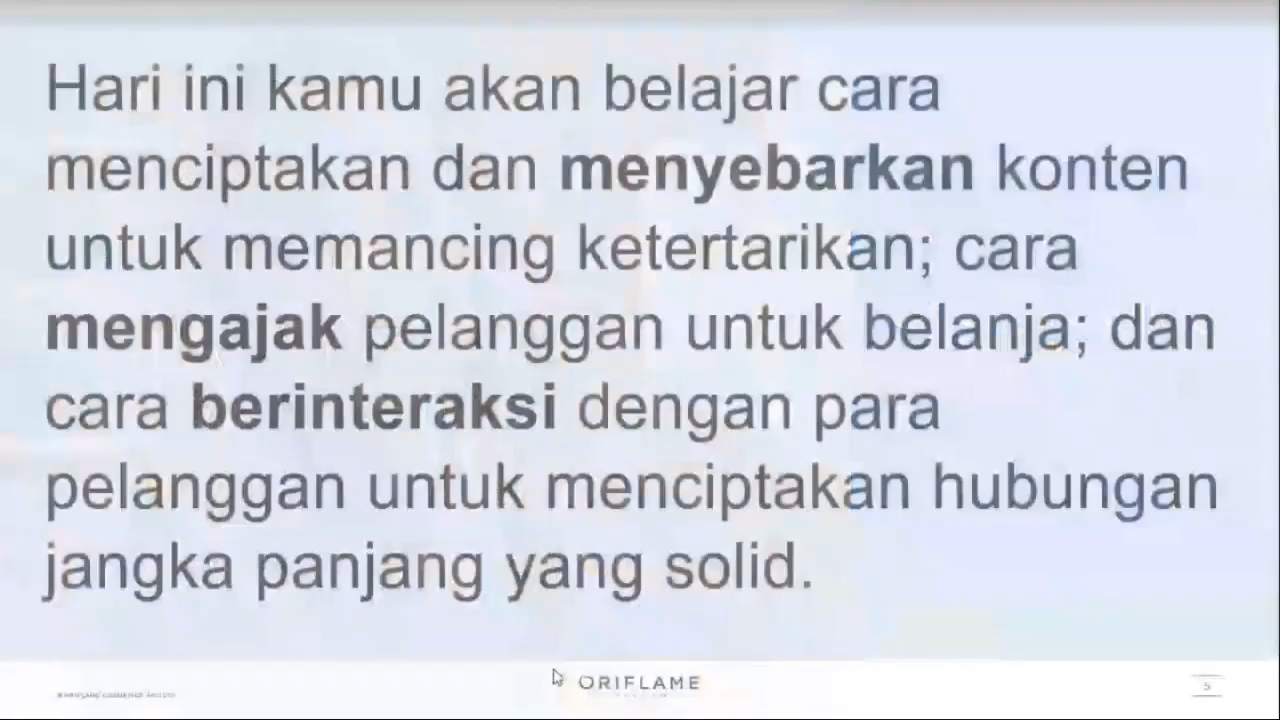 Hari ini kamu akan belajar cara
menciptakan dan menyebarkan konten
untuk memancing ketertarikan; cara
mengajak pelanggan untuk belanja; dan
cara berinteraksi dengan para
pelanggan untuk menciptakan hubungan
jangka panjang yang solid.
ORIFLAME
5